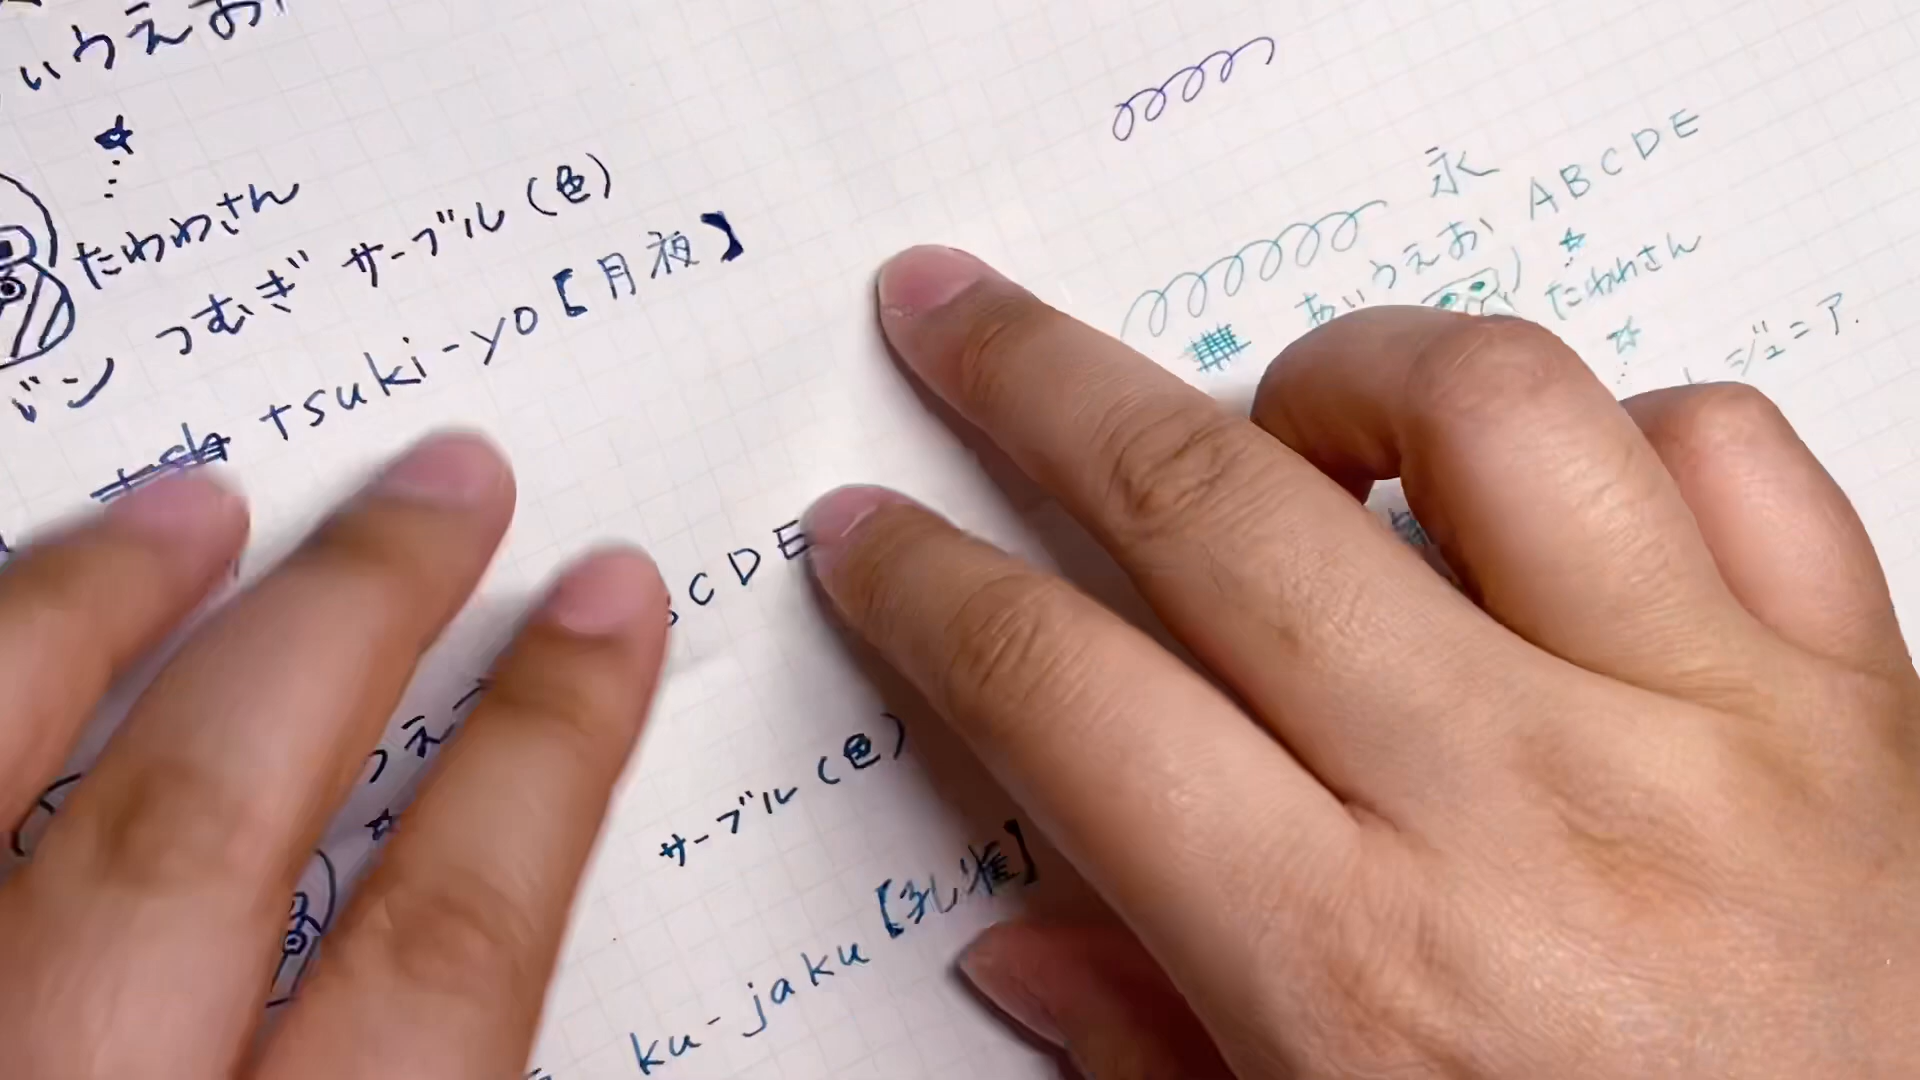 いうえお
たわわさん
つむぎ サーブル(色)
tsuki-yo【月夜】
CDE
うえ
サーブル(色)
ku-jaku【孔雀】
永
あいうえお ABCDE
たわわさん
ジュニア.